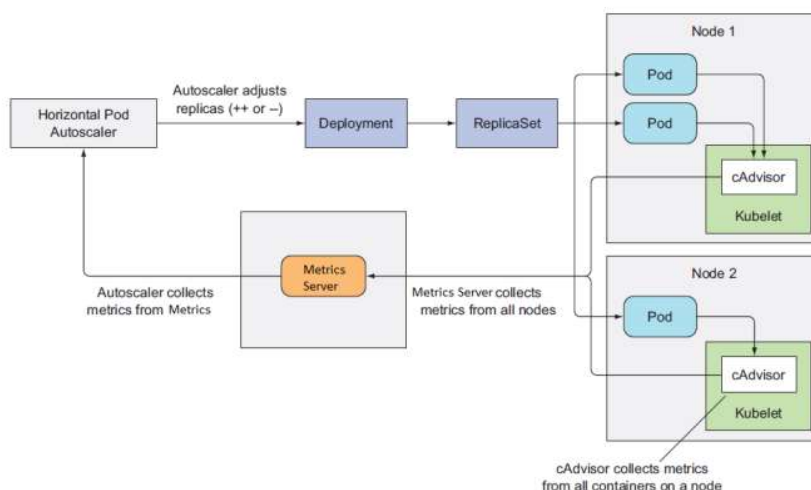 Node 1
Pod
Autoscaler adjusts
replicas (++ or --)
Horizontal Pod
Autoscaler
Deployment
ReplicaSet
Pod
cAdvisor
Kubelet
Metrics
Server
Autoscaler collects
metrics from Metrics
Metrics Server collects
metrics from all nodes
Node 2
Pod
cAdvisor
Kubelet
cAdvisor collects metrics
from all containers on a node